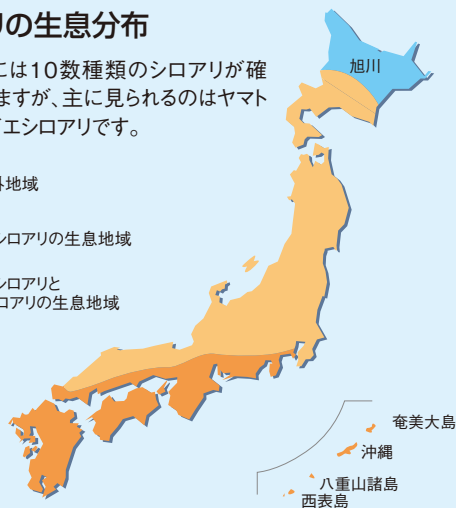 リの生息分布
には10数種類のシロアリが確
ますが、主に見られるのはヤマト
イエシロアリです。
外地域
シロアリの生息地域
シロアリと
ロアリの生息地域
旭川
奄美大島
沖縄
八重山諸島
西表島